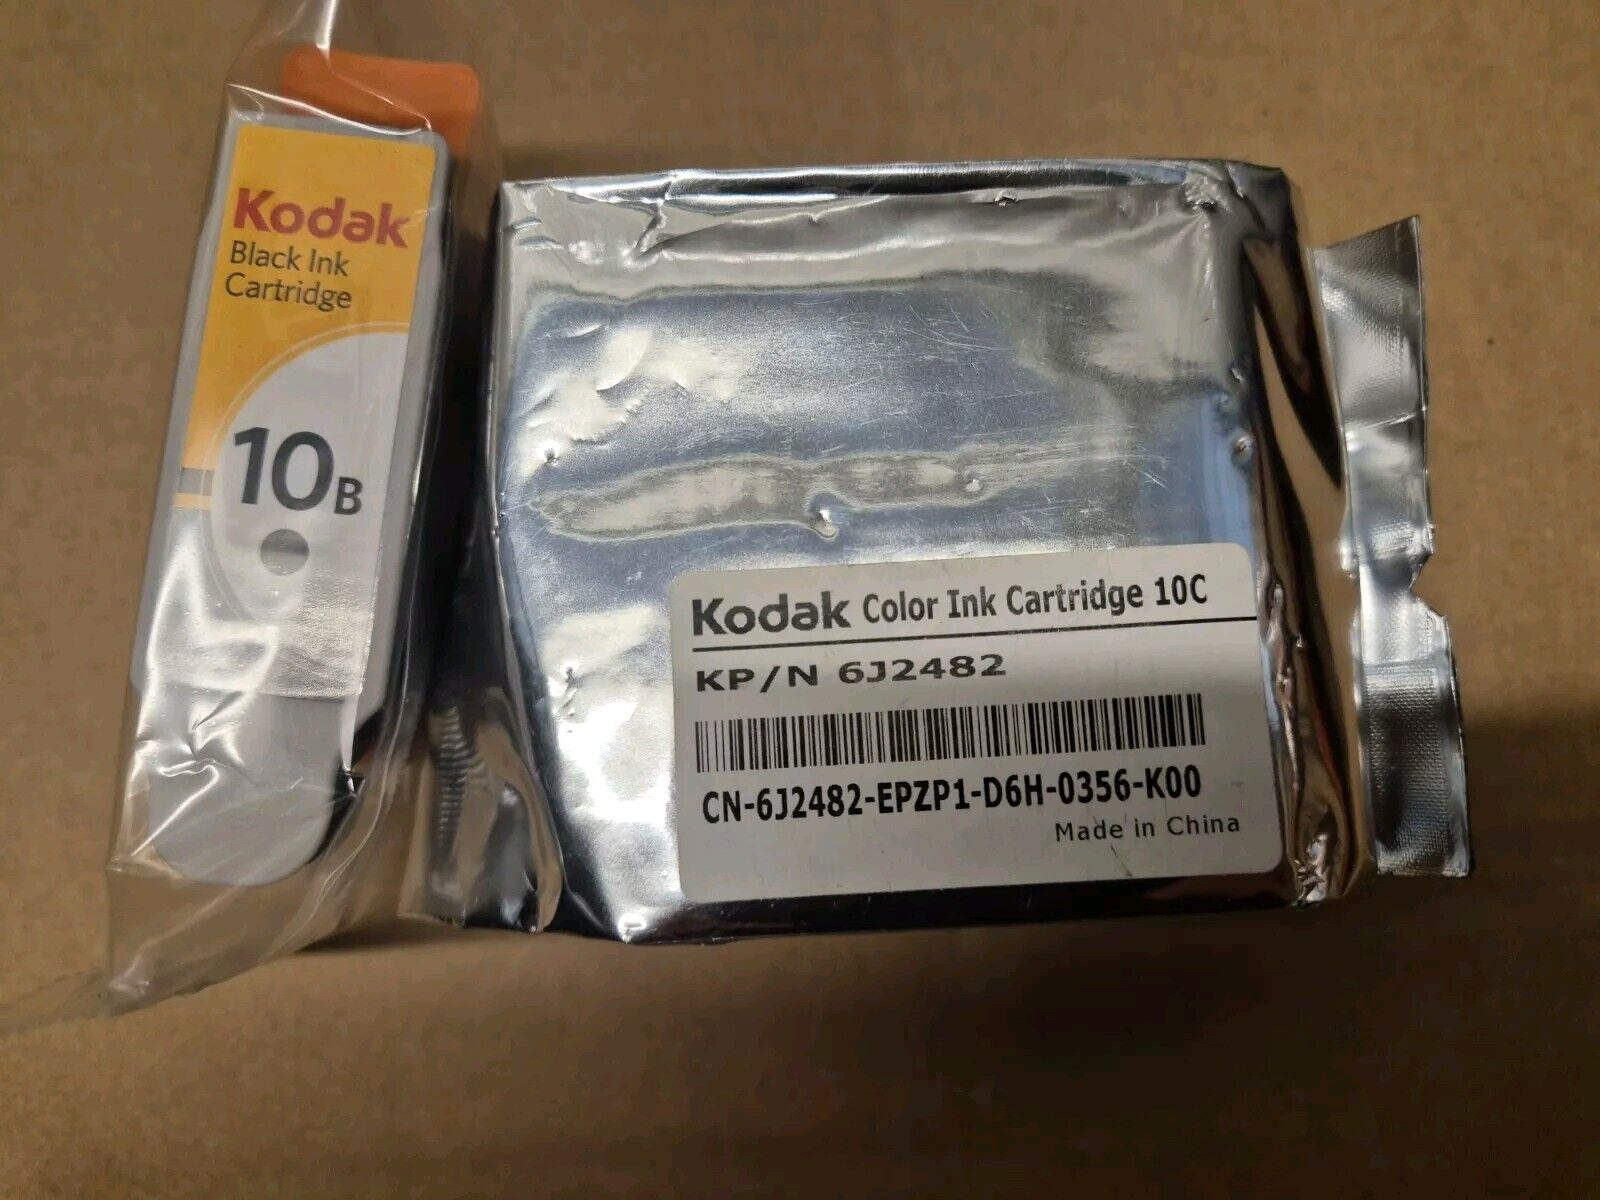 Kodak
Black Ink
Cartridge
10B
Kodak Color Ink Cartridge 10C
KP/N 6J2482
CN-6J2482-EPZP1-D6H-0356-K00
Made in China